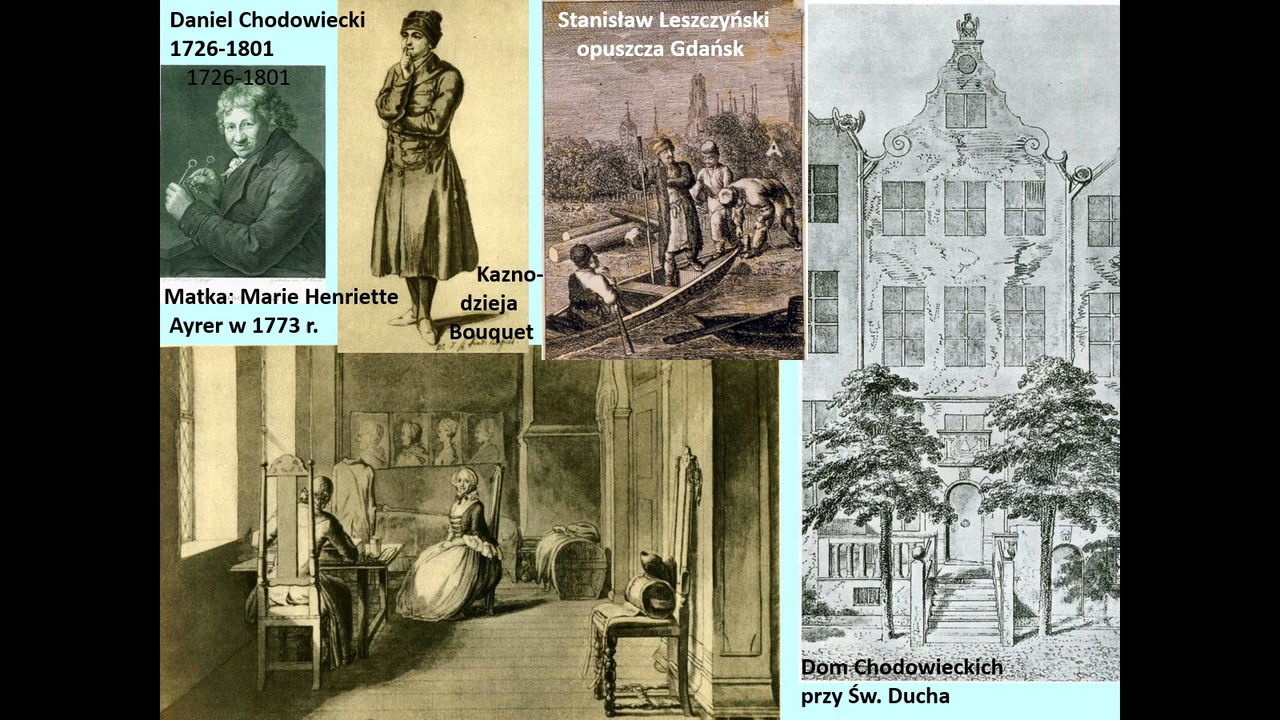 Daniel Chodowiecki
1726-1801
1726-1801
Matka: Marie Henriette
Ayrer w 1773 r.
Kazno-
dzieja
Bouquet
Stanisław Leszczyński
opuszcza Gdańsk
Dom Chodowieckich
przy Św. Ducha